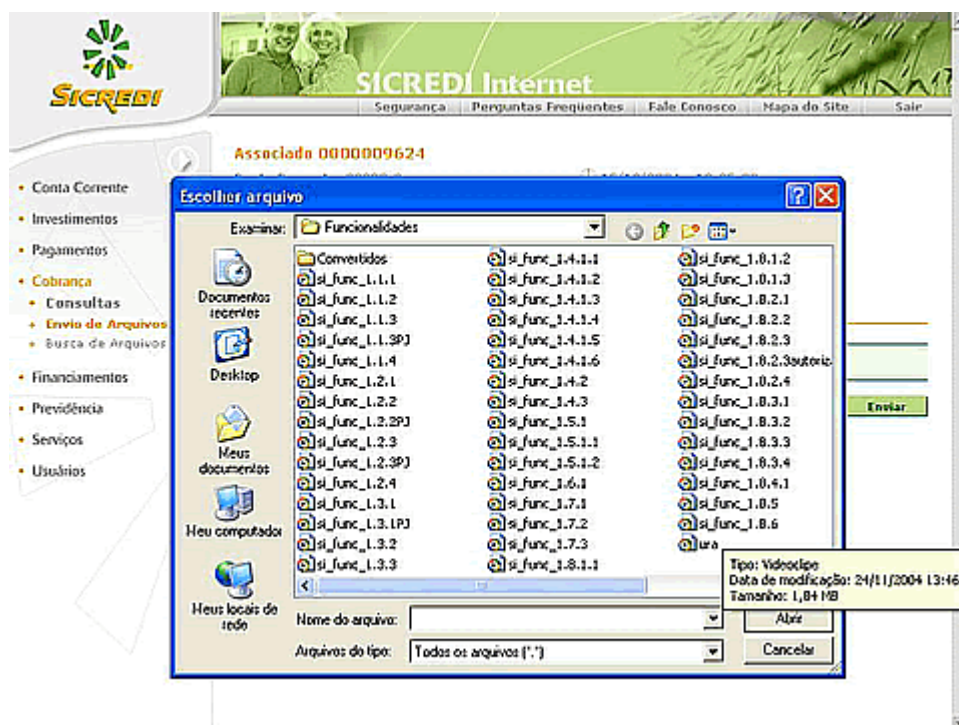 SICREDI
SICREDI Internet
Segurança
Perguntas Freqüentes
Fale Conosco
Mapa do Site
Sair
Associado 0000009624
Conta Corrente
Investimentos
Pagamentos
Cobrança
Consultas
Envio de Arquivos
Busca de Arquivos
Financiamentos
Previdência
Serviços
Usuários
Enviar
Escolher arquivo
Examinar:
Funcionalidades
Documentos recentes
Desktop
Meus documentos
Meu computador
Meus locais de rede
Convertidos
si_func_1.1.1
si_func_1.1.2
si_func_1.1.3
si_func_1.1.3PJ
si_func_1.1.4
si_func_1.2.1
si_func_1.2.2
si_func_1.2.2PJ
si_func_1.2.3
si_func_1.2.3PJ
si_func_1.2.4
si_func_1.3.1
si_func_1.3.1PJ
si_func_1.3.2
si_func_1.3.3
si_func_1.4.1.1
si_func_1.4.1.2
si_func_1.4.1.3
si_func_1.4.1.4
si_func_1.4.1.5
si_func_1.4.1.6
si_func_1.4.2
si_func_1.4.3
si_func_1.5.1
si_func_1.5.1.1
si_func_1.5.1.2
si_func_1.6.1
si_func_1.7.1
si_func_1.7.2
si_func_1.7.3
si_func_1.8.1.1
si_func_1.8.1.2
si_func_1.8.1.3
si_func_1.8.2.1
si_func_1.8.2.2
si_func_1.8.2.3
si_func_1.8.2.3autoriz
si_func_1.8.2.4
si_func_1.8.3.1
si_func_1.8.3.2
si_func_1.8.3.3
si_func_1.8.3.4
si_func_1.8.4.1
si_func_1.8.5
si_func_1.8.6
ura
Tipo: Videoclipe
Data de modificação: 24/11/2004 13:46
Tamanho: 1,84 MB
Nome do arquivo:
Abrir
Arquivos do tipo:
Todos os arquivos (*.*)
Cancelar